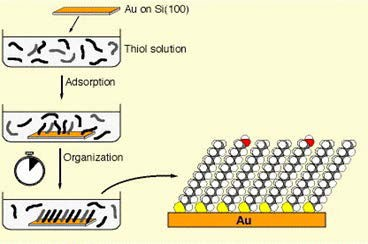 Au on Si(100)
Thiol solution
Adsorption
Organization
Au